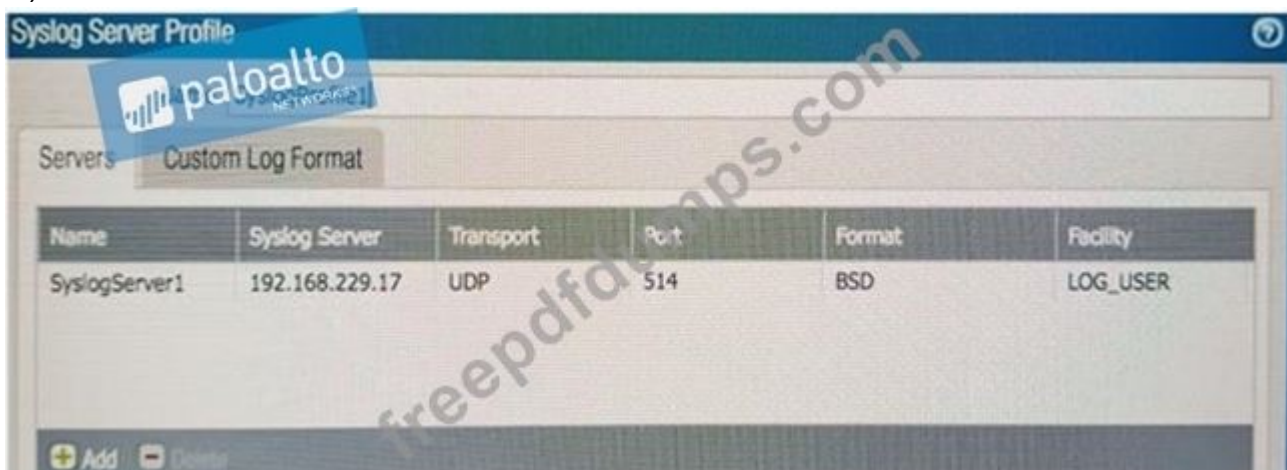 Syslog Server Profile
paloalto
NETWORKS
Servers
Custom Log Format
Name Syslog Server Transport Port Format Facility
SyslogServer1 192.168.229.17 UDP 514 BSD LOG_USER
Add Delete
freepdfdumps.com